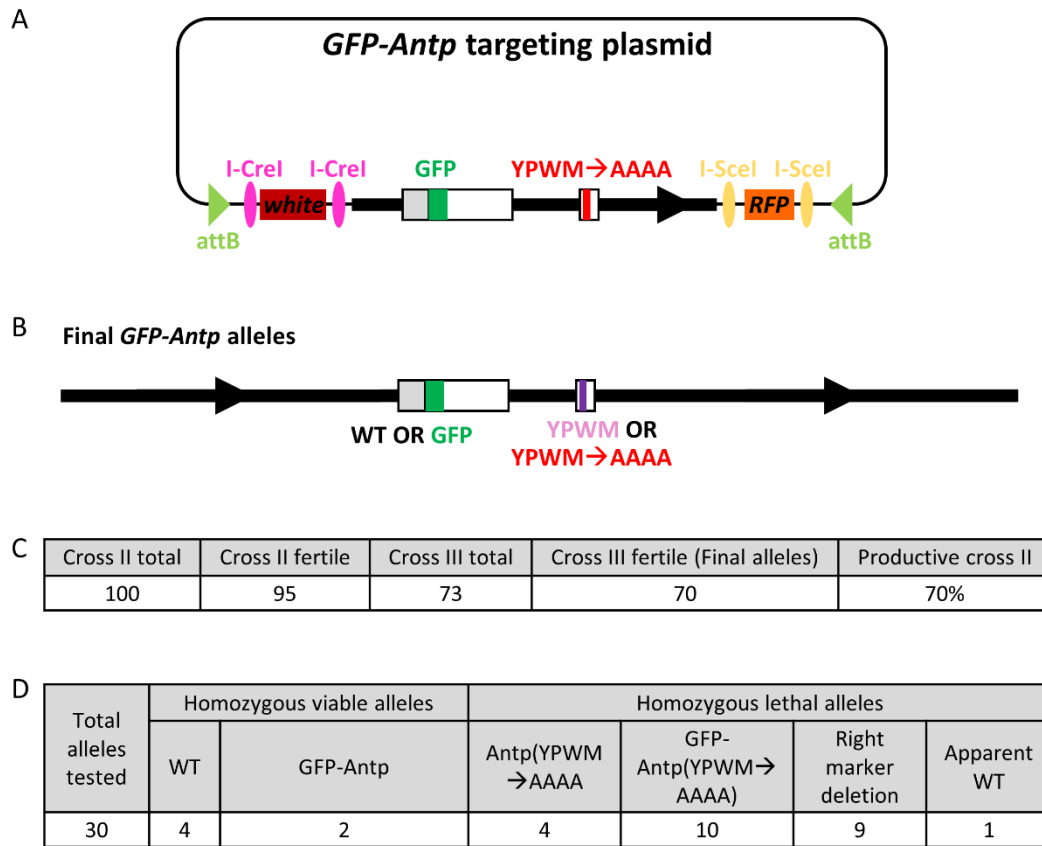 A
GFP-Antp targeting plasmid
I-CreI I-CreI GFP YPWM→AAAA I-SceI I-SceI
white RFP
attB attB
B
Final GFP-Antp alleles
WT OR GFP YPWM OR
YPWM→AAAA
C
Cross II total Cross II fertile Cross III total Cross III fertile (Final alleles) Productive cross II
100 95 73 70 70%
D
Total alleles tested Homozygous viable alleles Homozygous lethal alleles
WT GFP-Antp Antp(YPWM→AAAA GFP-Antp(YPWM→AAAA) Right marker deletion Apparent WT
30 4 2 4 10 9 1